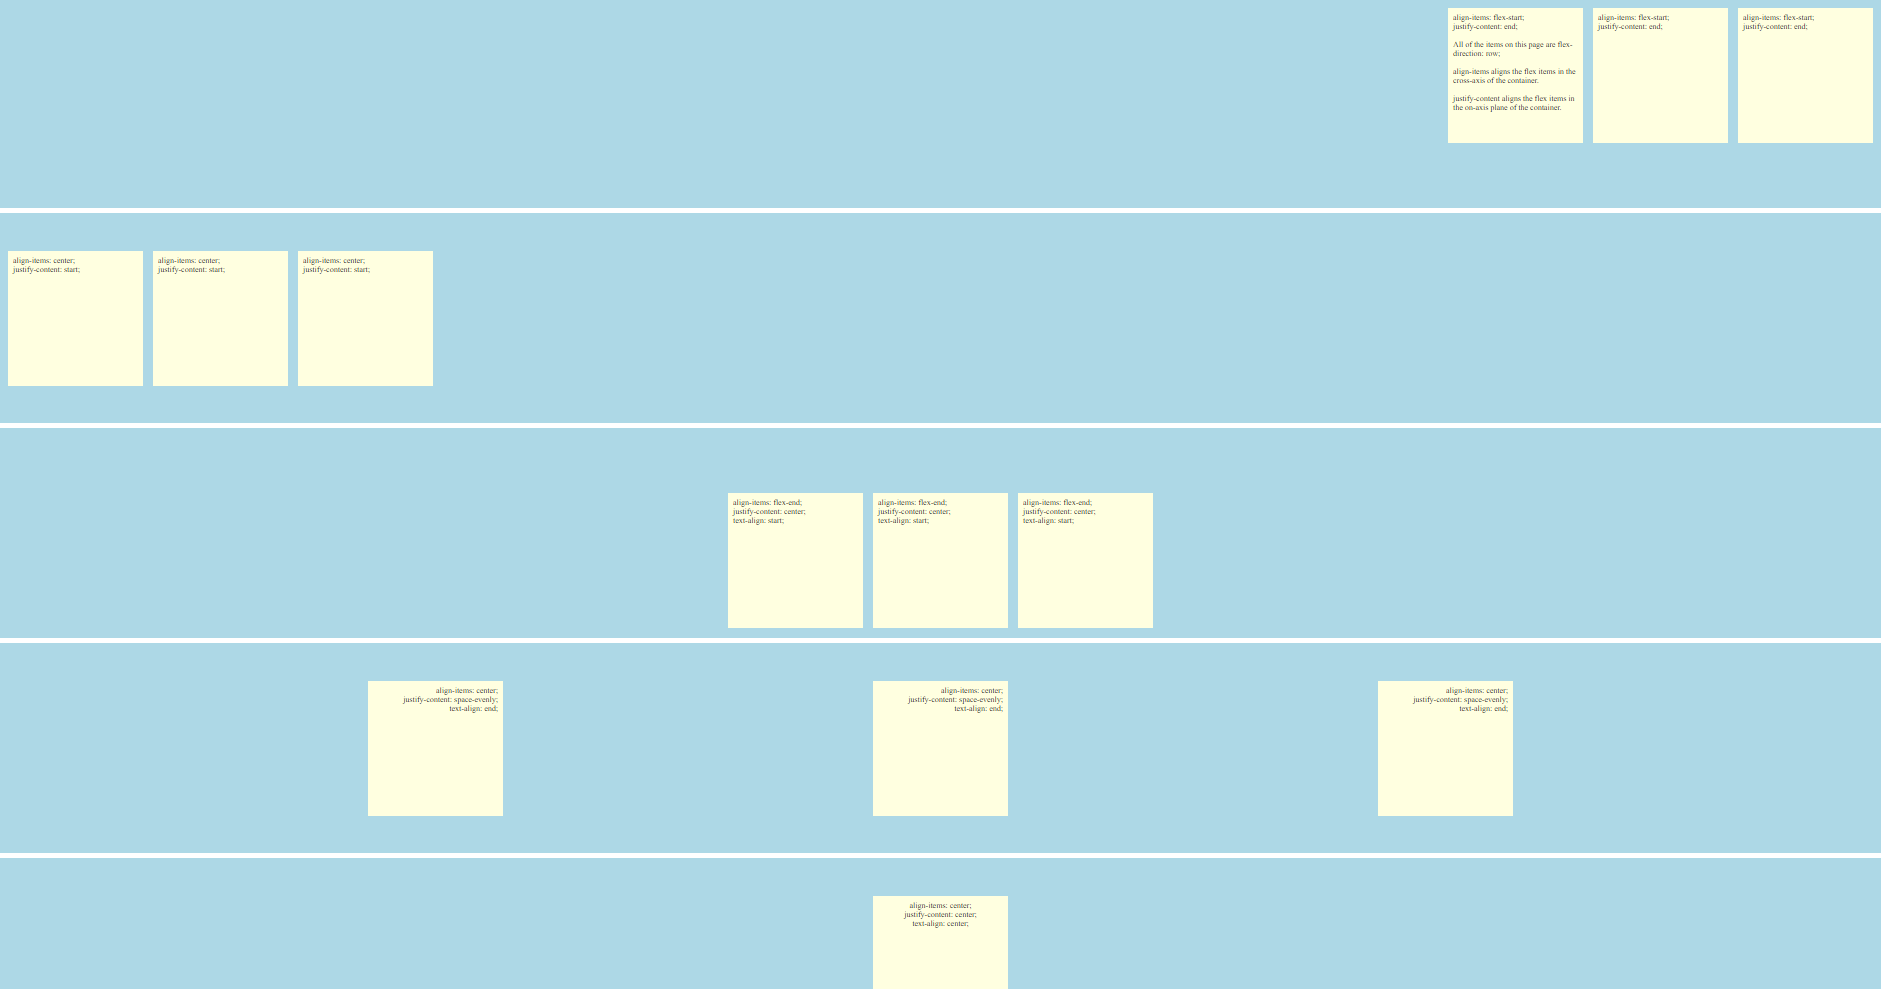 align-items: flex-start;
justify-content: end;
All of the items on this page are flex-
direction: row;
align-items aligns the flex items in the
cross-axis of the container.
justify-content aligns the flex items in
the on-axis plane of the container.
align-items: flex-start;
justify-content: end;
align-items: flex-start;
justify-content: end;
align-items: center;
justify-content: start;
align-items: center;
justify-content: start;
align-items: center;
justify-content: start;
align-items: flex-end;
justify-content: center;
text-align: start;
align-items: flex-end;
justify-content: center;
text-align: start;
align-items: flex-end;
justify-content: center;
text-align: start;
align-items: center;
justify-content: space-evenly;
text-align: end;
align-items: center;
justify-content: space-evenly;
text-align: end;
align-items: center;
justify-content: space-evenly;
text-align: end;
align-items: center;
justify-content: center;
text-align: center;